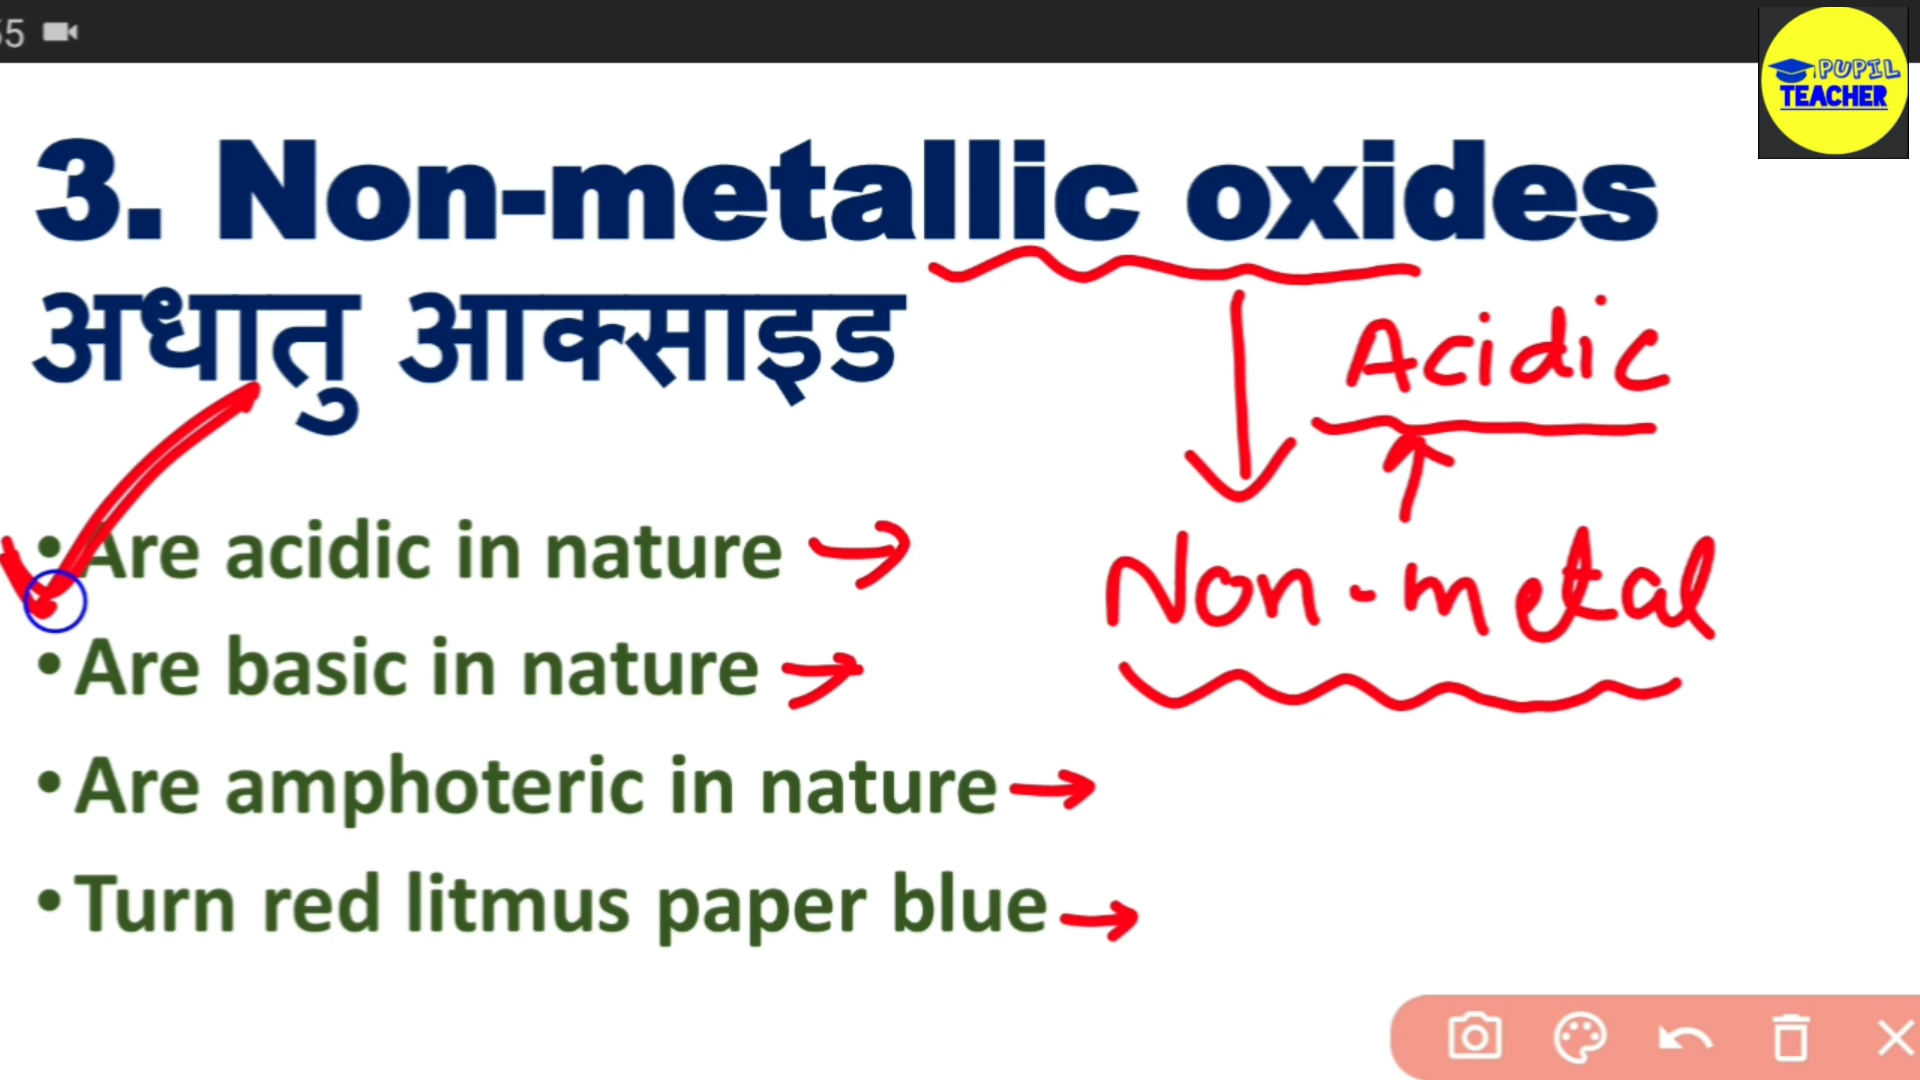 55
PUPIL
TEACHER
3. Non-metallic oxides
अधातु आक्साइड
Acidic
• Are acidic in nature
Non-metal
• Are basic in nature
• Are amphoteric in nature
• Turn red litmus paper blue